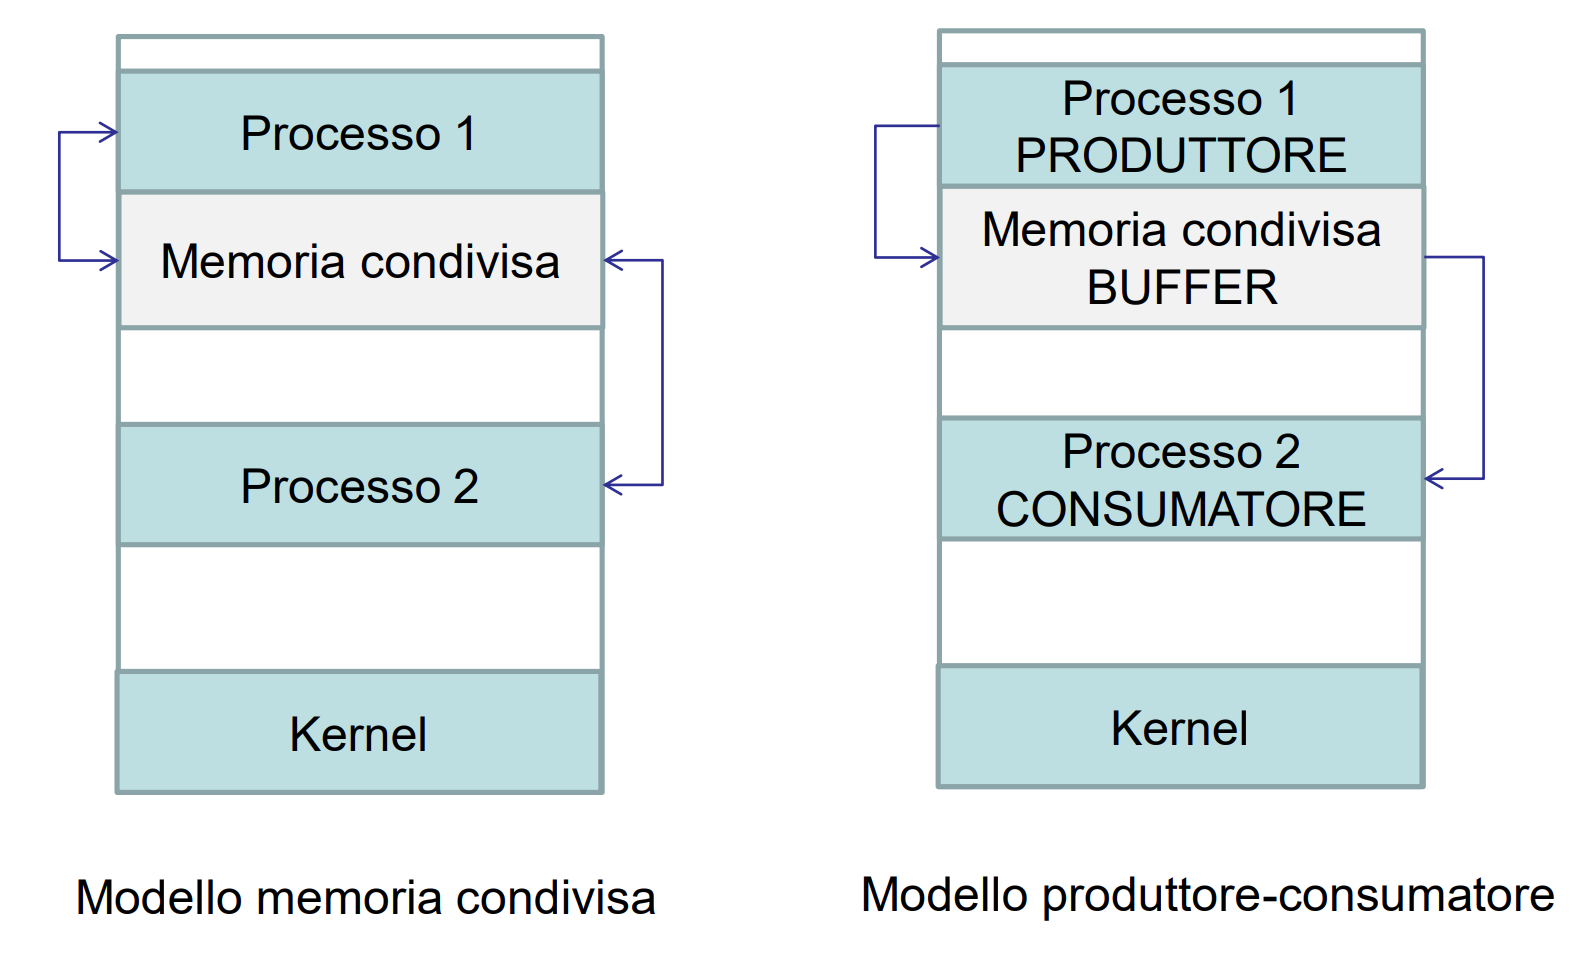 Processo 1
Memoria condivisa
Processo 2
Kernel
Modello memoria condivisa
Processo 1
PRODUTTORE
Memoria condivisa
BUFFER
Processo 2
CONSUMATORE
Kernel
Modello produttore-consumatore